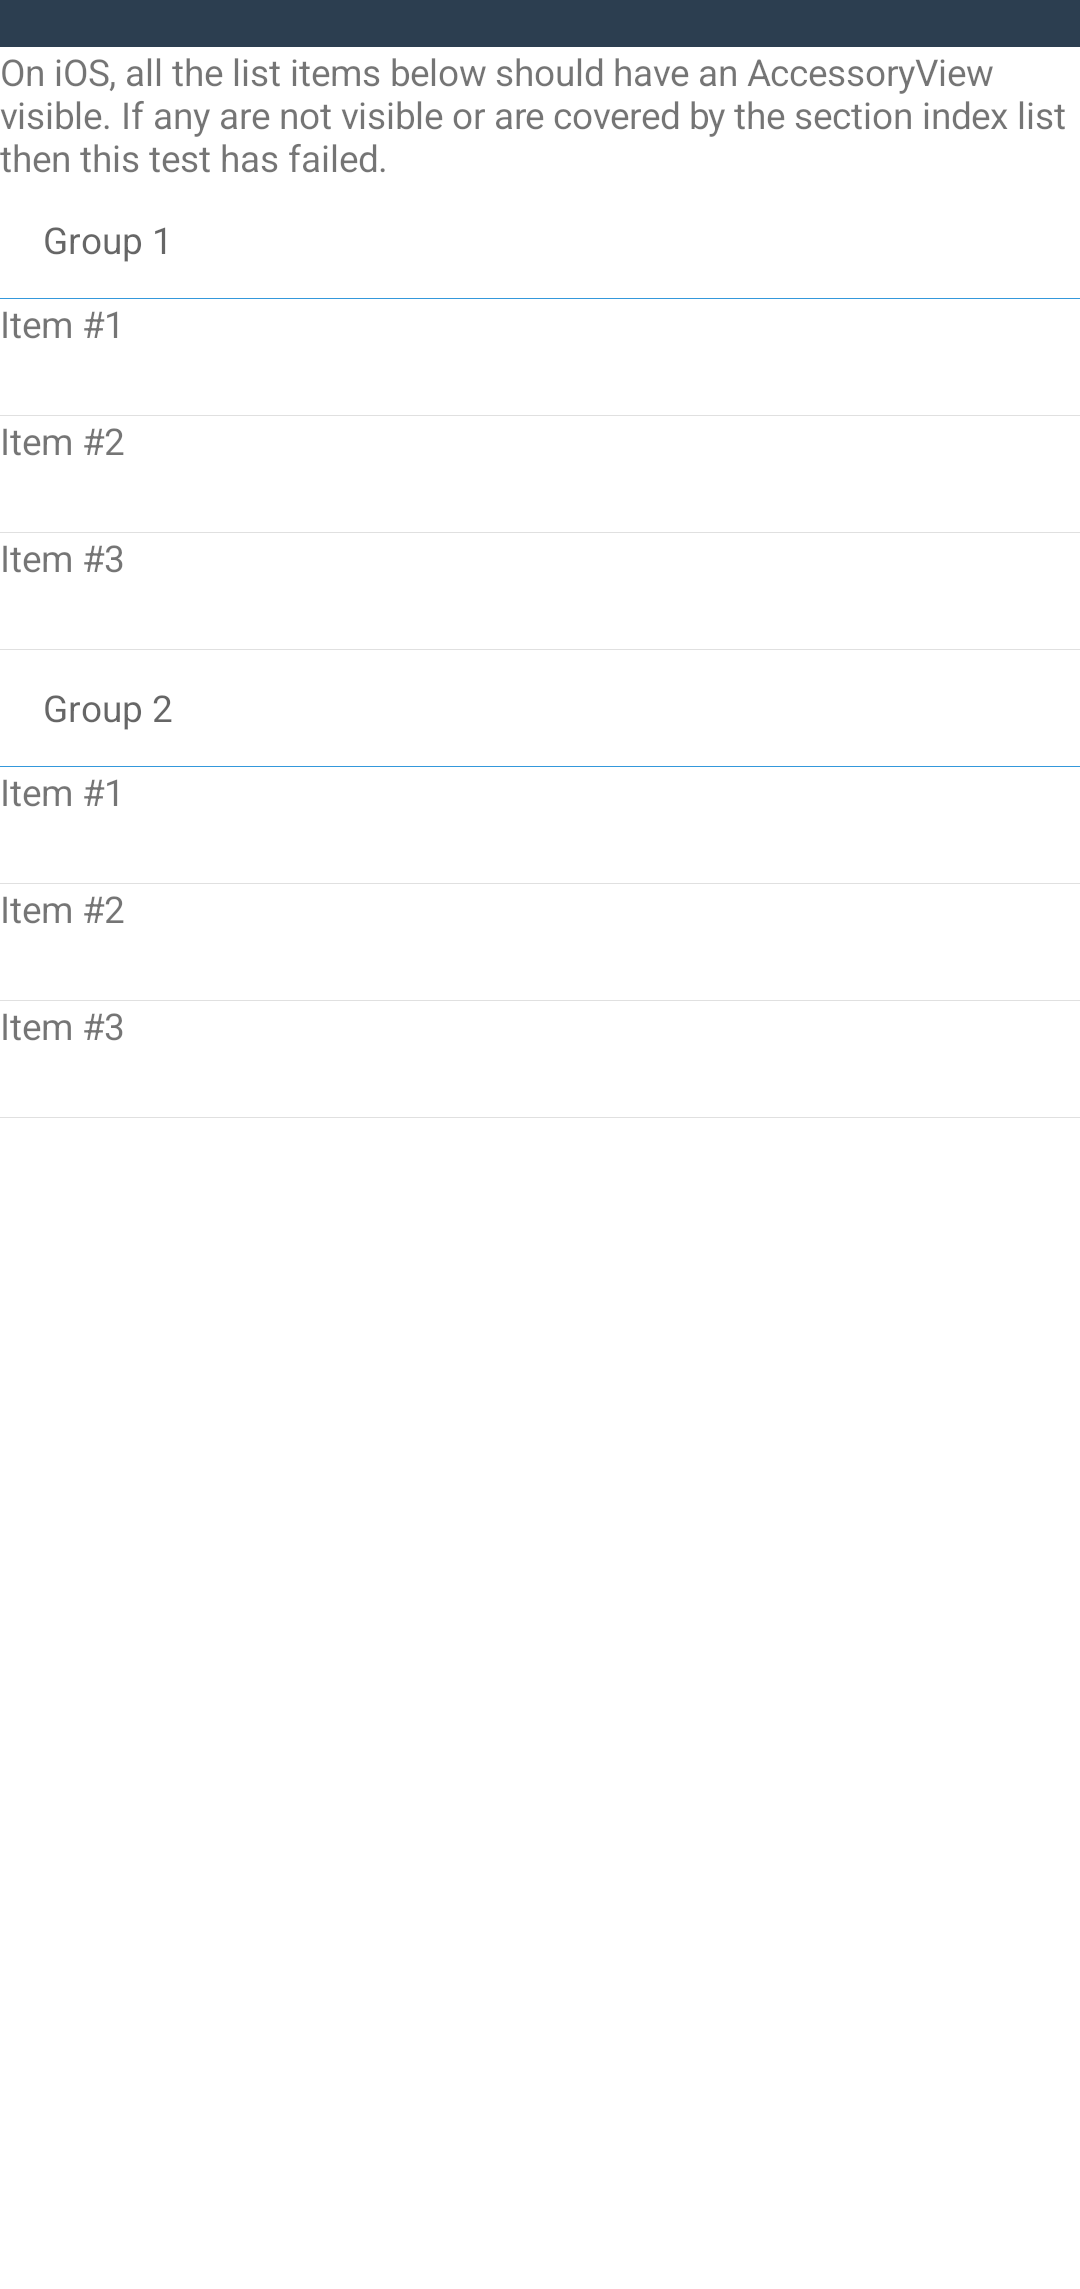 On iOS, all the list items below should have an AccessoryView
visible. If any are not visible or are covered by the section index list
then this test has failed.
Group 1
Item #1
Item #2
Item #3
Group 2
Item #1
Item #2
Item #3